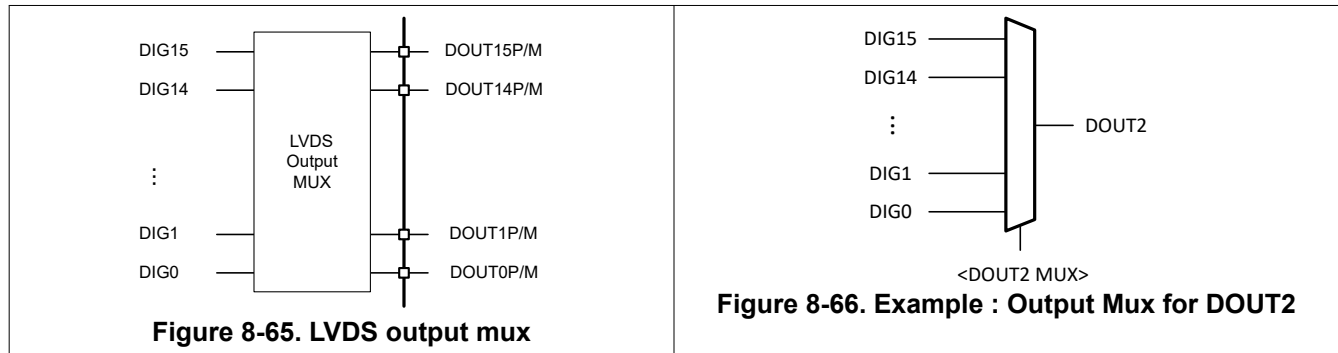 DIG15
DOUT15P/M
DIG14
DOUT14P/M
LVDS
Output
MUX
⋮
DIG1
DOUT1P/M
DIG0
DOUT0P/M
Figure 8-65. LVDS output mux
DIG15
DIG14
⋮
DOUT2
DIG1
DIG0
<DOUT2 MUX>
Figure 8-66. Example : Output Mux for DOUT2